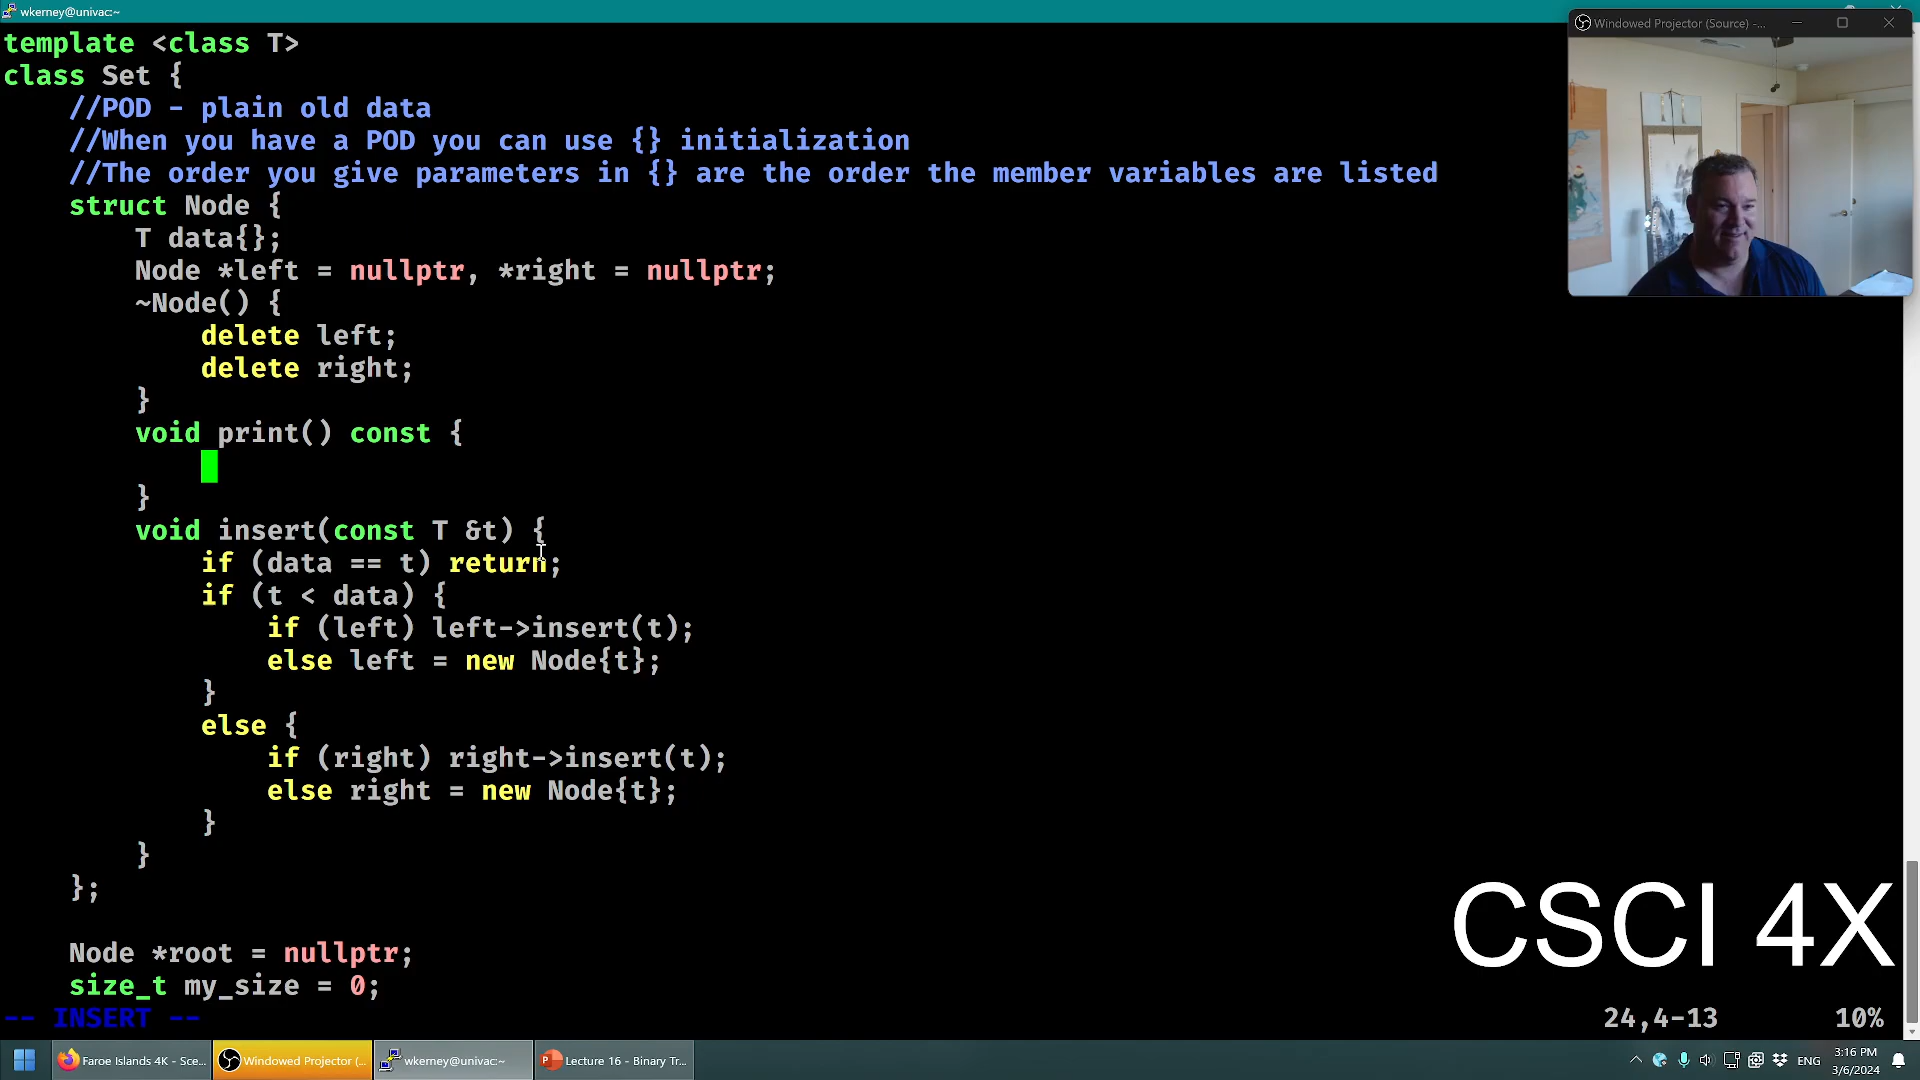 wkerney@univac:~
Windowed Projector (Source) -...
template <class T>
class Set {
//POD - plain old data
//When you have a POD you can use {} initialization
//The order you give parameters in {} are the order the member variables are listed
struct Node {
T data{};
Node *left = nullptr, *right = nullptr;
~Node() {
delete left;
delete right;
}
void print() const {
}
void insert(const T &t) {
if (data == t) return;
if (t < data) {
if (left) left->insert(t);
else left = new Node{t};
}
else {
if (right) right->insert(t);
else right = new Node{t};
}
}
};
Node *root = nullptr;
size_t my_size = 0;
CSCI 4X
-- INSERT --
24,4-13
10%
Faroe Islands 4K - Sce...
Windowed Projector (...
wkerney@univac:~
Lecture 16 - Binary Tr...
ENG
3:16 PM
3/6/2024